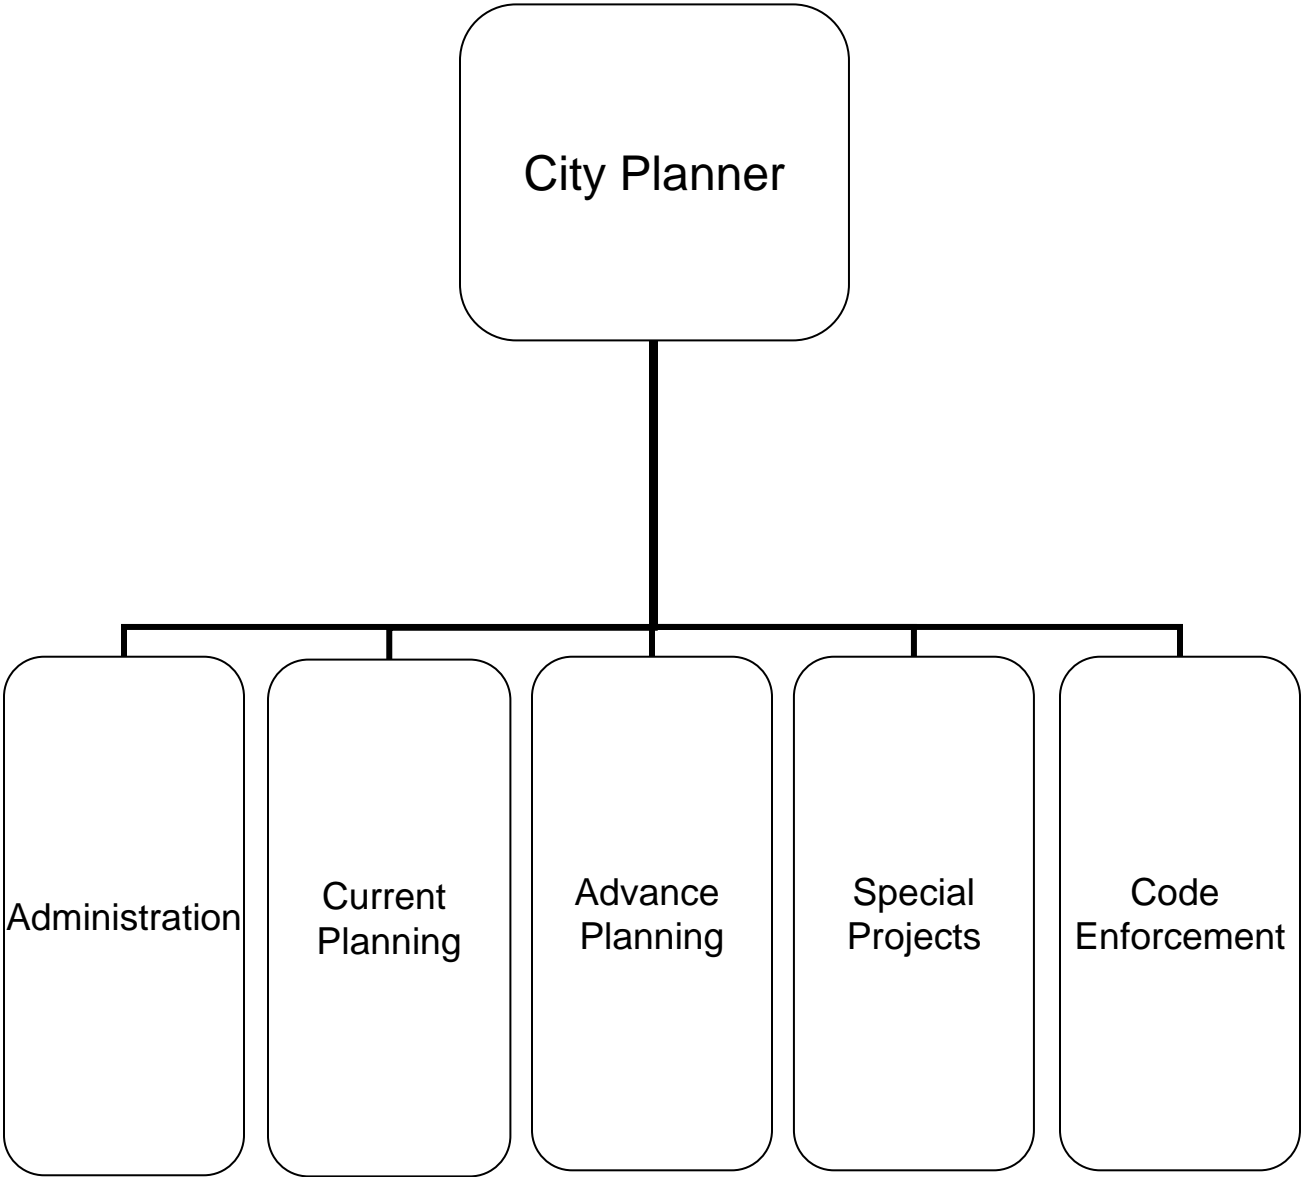 City Planner
Administration
Current
Planning
Advance
Planning
Special
Projects
Code
Enforcement